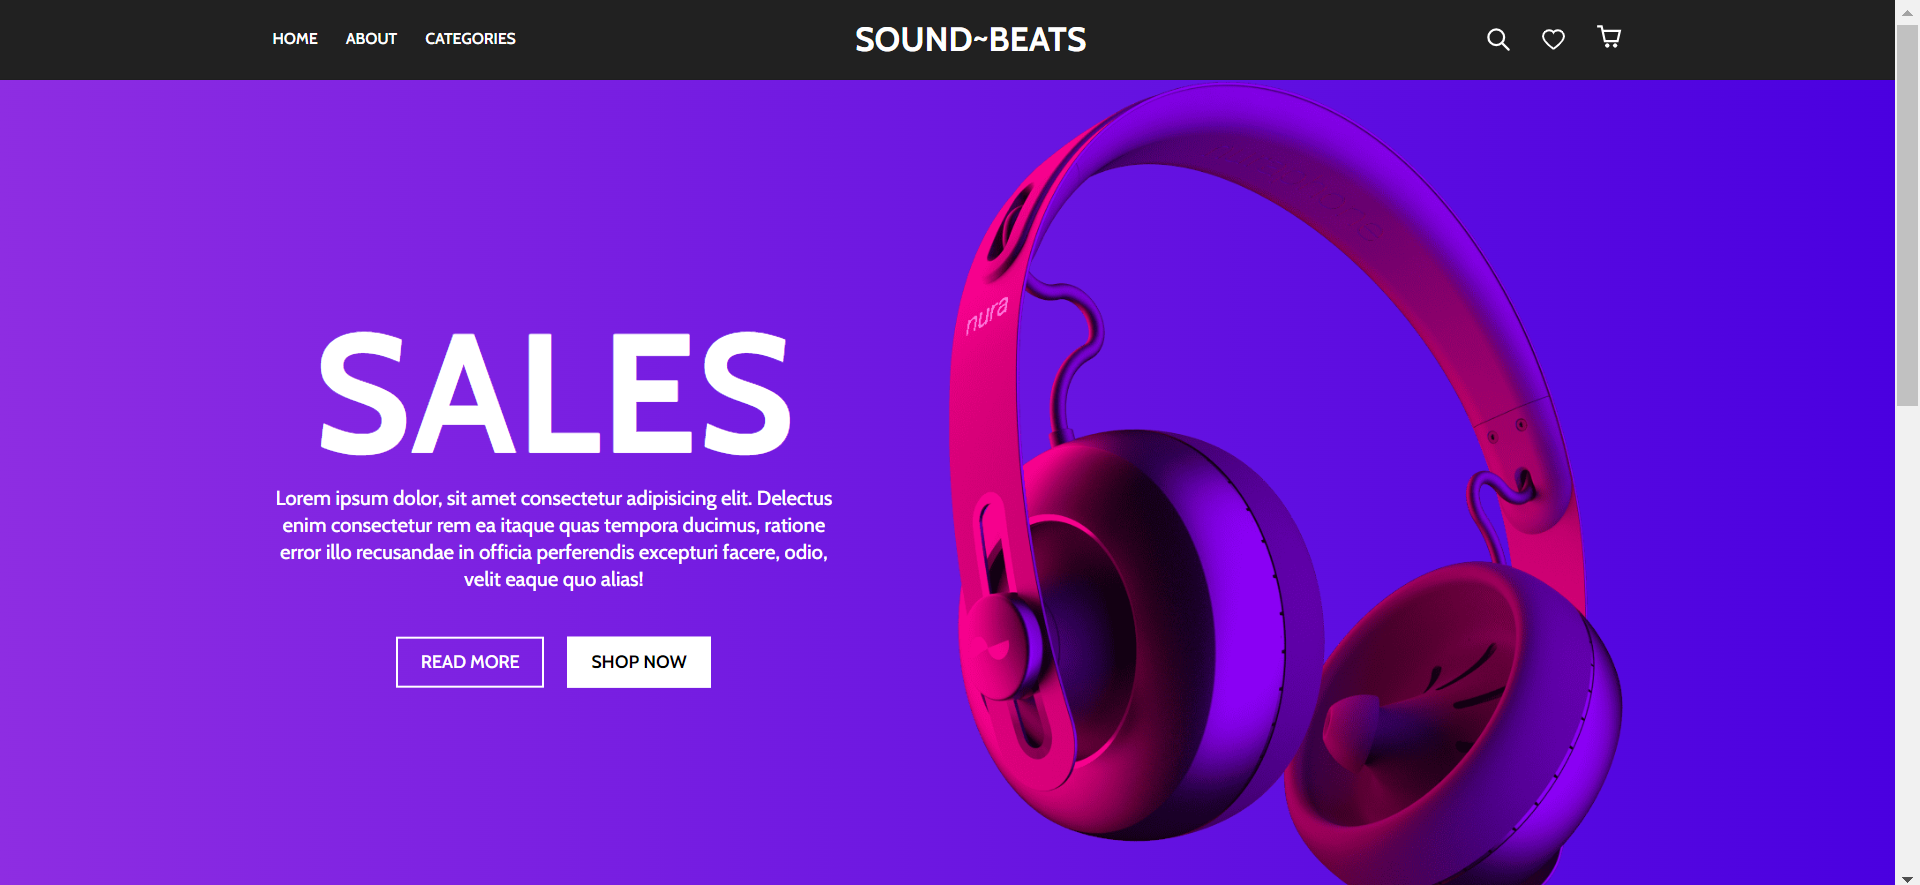 HOME ABOUT CATEGORIES SOUND~BEATS
nura
SALES
Lorem ipsum dolor, sit amet consectetur adipisicing elit. Delectus
enim consectetur rem ea itaque quas tempora ducimus, ratione
error illo recusandae in officia perferendis excepturi facere, odio,
velit eaque quo alias!
READ MORE SHOP NOW